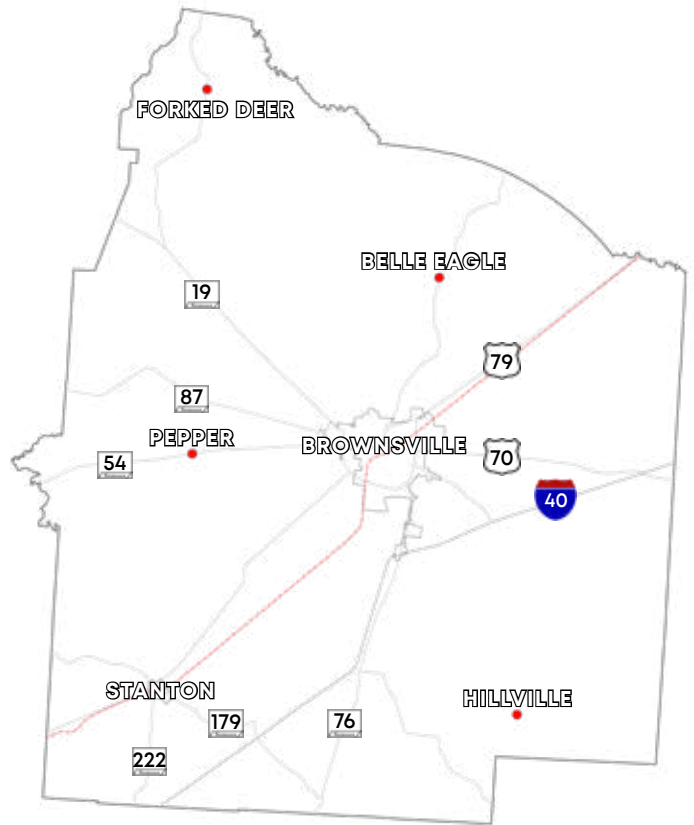 FORKED DEER
BELLE EAGLE
19
79
87
PEPPER
BROWNSVILLE
54
70
40
STANTON
HILLVILLE
179
76
222